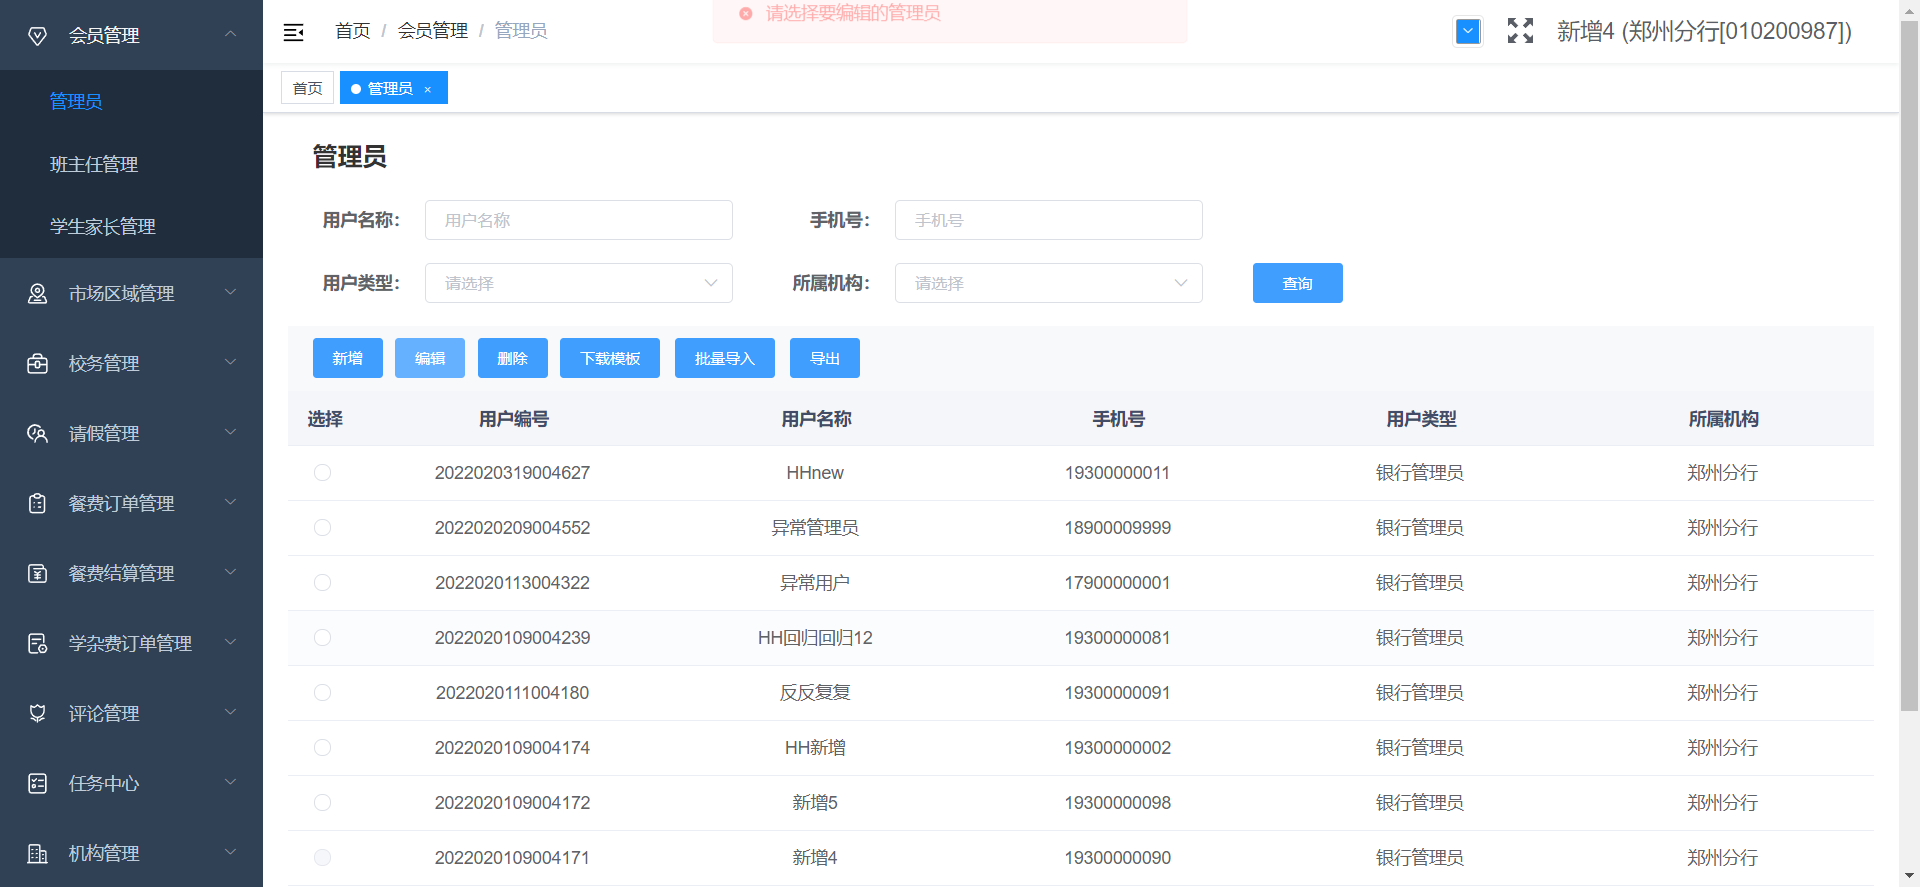 会员管理
管理员
班主任管理
学生家长管理
市场区域管理
校务管理
请假管理
餐费订单管理
餐费结算管理
学杂费订单管理
评论管理
任务中心
机构管理
首页 / 会员管理 / 管理员
请选择要编辑的管理员
新增4 (郑州分行[010200987])
首页 管理员 ×
管理员
用户名称: 用户名称 手机号: 手机号
用户类型: 请选择 所属机构: 请选择 查询
新增 编辑 删除 下载模板 批量导入 导出
选择 用户编号 用户名称 手机号 用户类型 所属机构
2022020319004627 HHnew 19300000011 银行管理员 郑州分行
2022020209004552 异常管理员 18900009999 银行管理员 郑州分行
2022020113004322 异常用户 17900000001 银行管理员 郑州分行
2022020109004239 HH回归回归12 19300000081 银行管理员 郑州分行
2022020111004180 反反复复 19300000091 银行管理员 郑州分行
2022020109004174 HH新增 19300000002 银行管理员 郑州分行
2022020109004172 新增5 19300000098 银行管理员 郑州分行
2022020109004171 新增4 19300000090 银行管理员 郑州分行